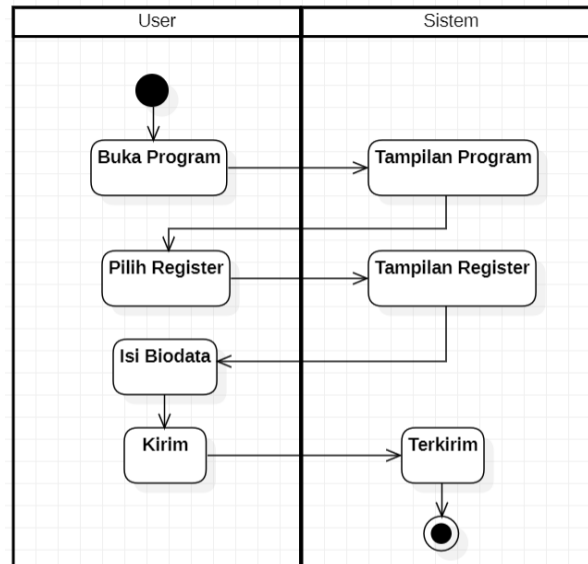 User
Sistem
Buka Program
Tampilan Program
Pilih Register
Tampilan Register
Isi Biodata
Kirim
Terkirim